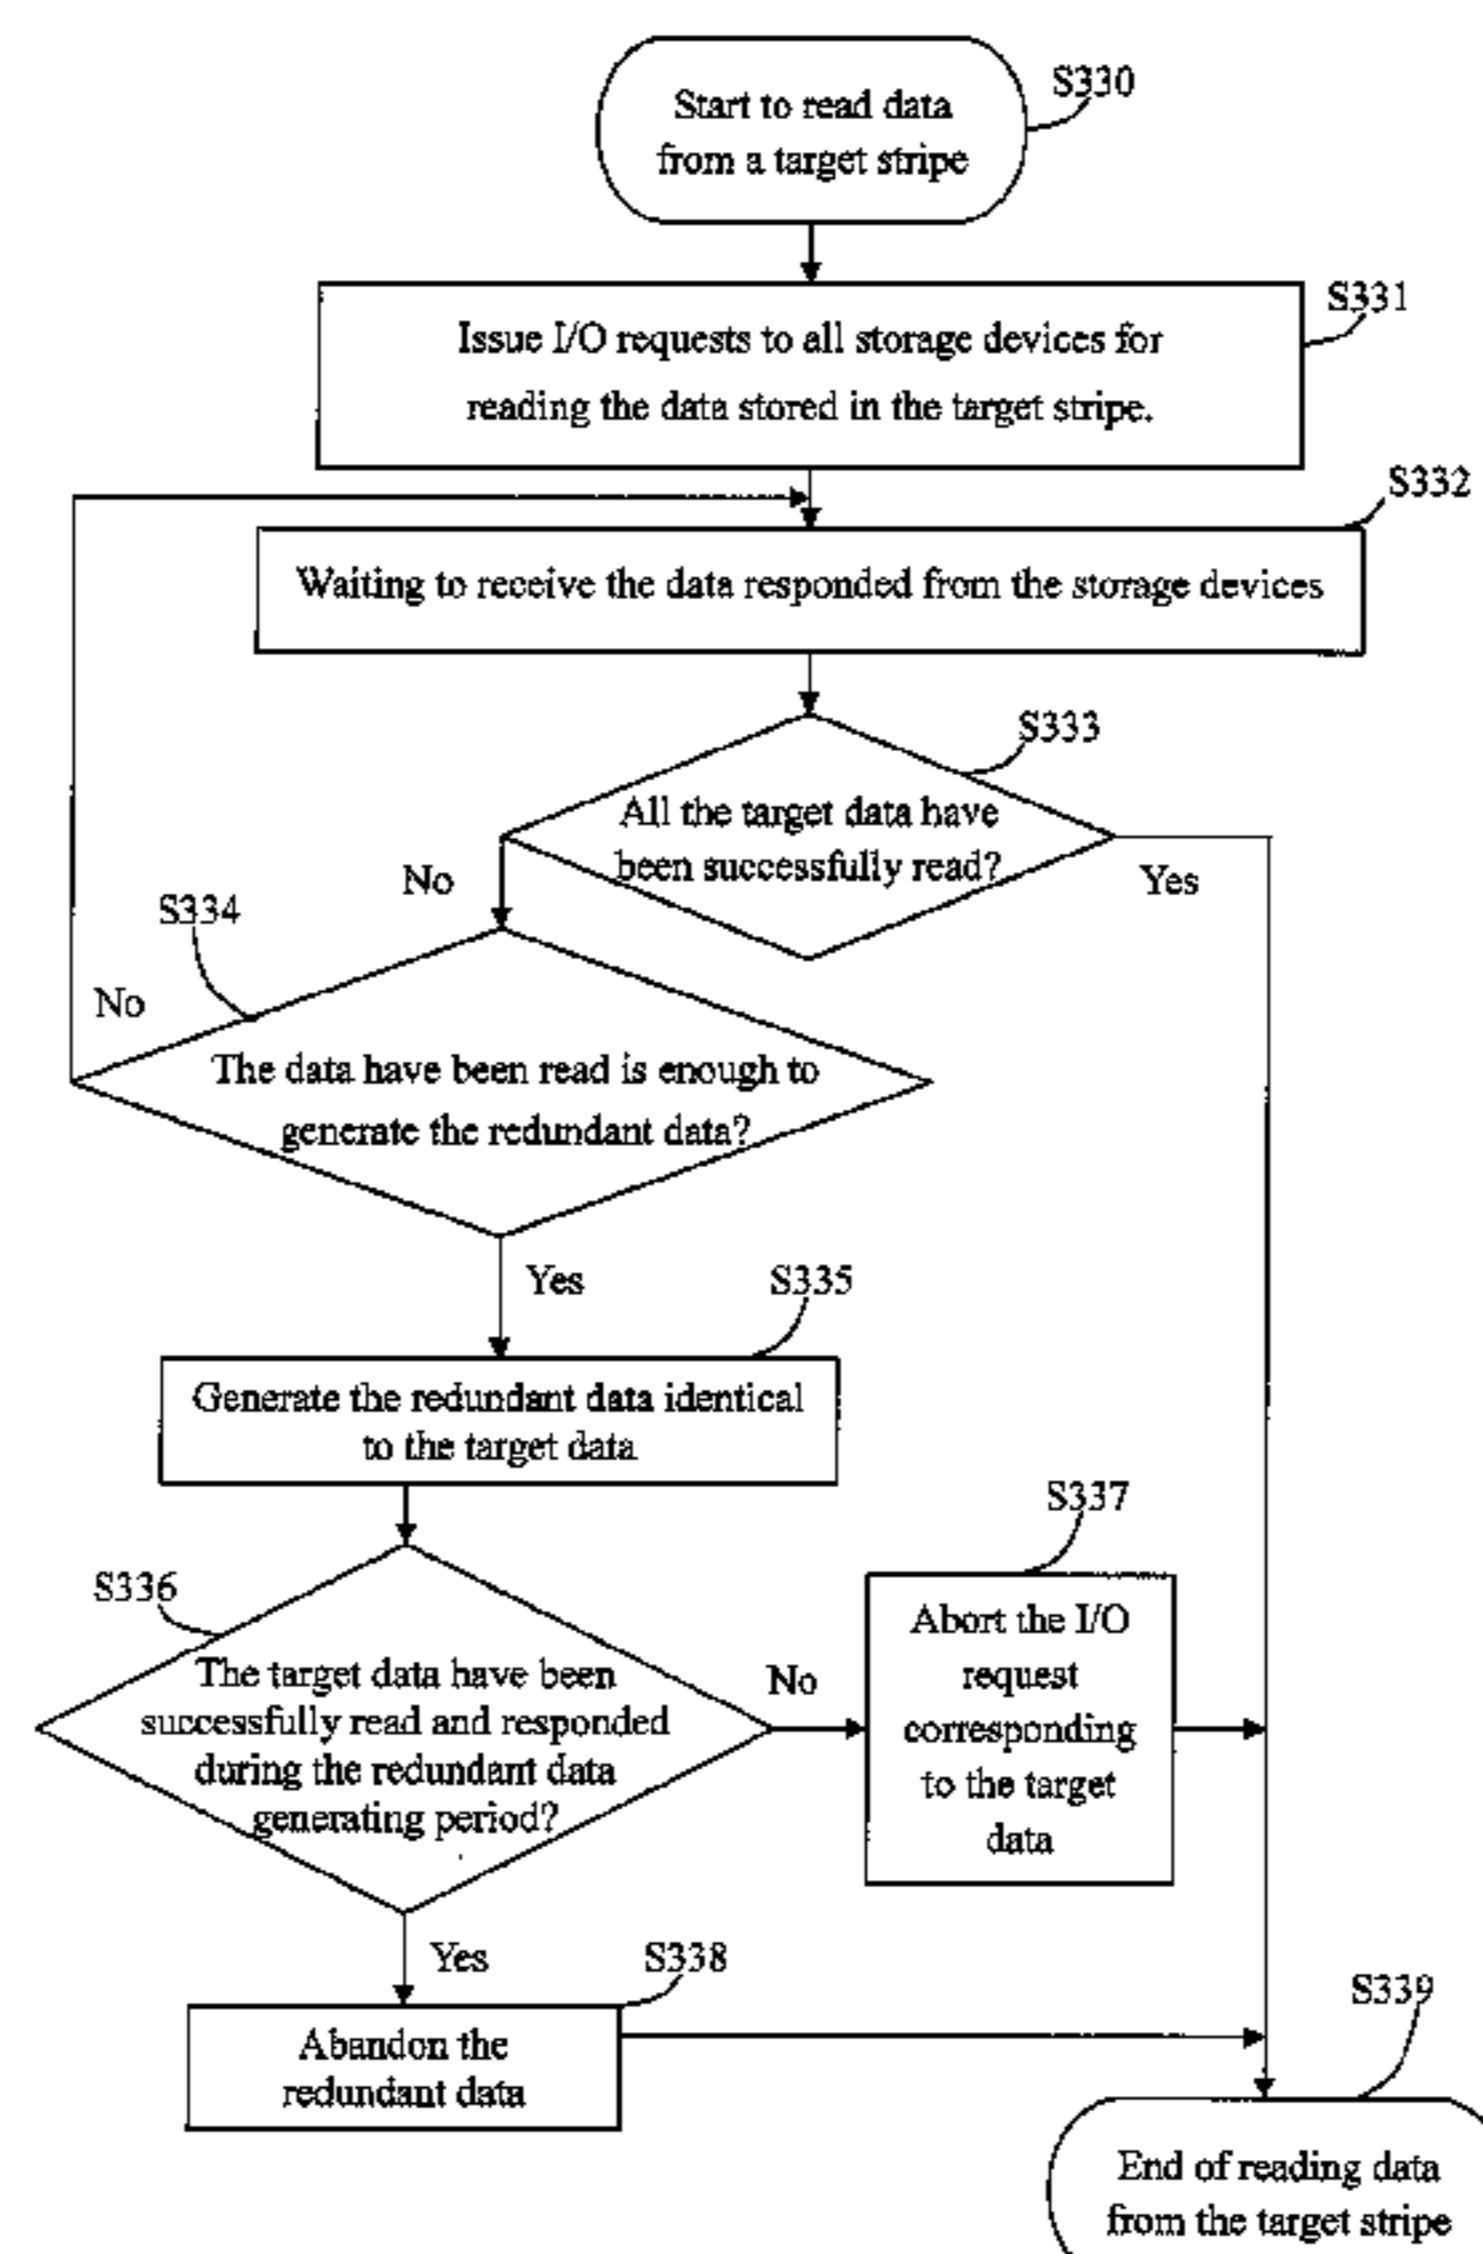 Start to read data
from a target stripe
S330
Issue I/O requests to all storage devices for
reading the data stored in the target stripe.
S331
S332
Waiting to receive the data responded from the storage devices
S333
All the target data have
been successfully read?
No
Yes
S334
No
The data have been read is enough to
generate the redundant data?
Yes
S335
Generate the redundant data identical
to the target data
S336
The target data have been
successfully read and responded
during the redundant data
generating period?
No
S337
Abort the I/O
request
corresponding
to the target
data
Yes
S338
Abandon the
redundant data
S339
End of reading data
from the target stripe